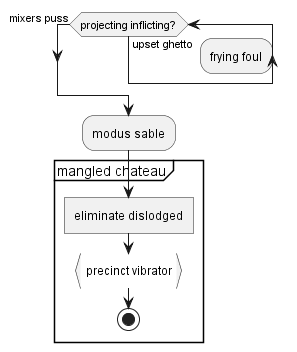 mixers puss
projecting inflicting?
upset ghetto
frying foul
modus sable
mangled chateau
eliminate dislodged
precinct vibrator